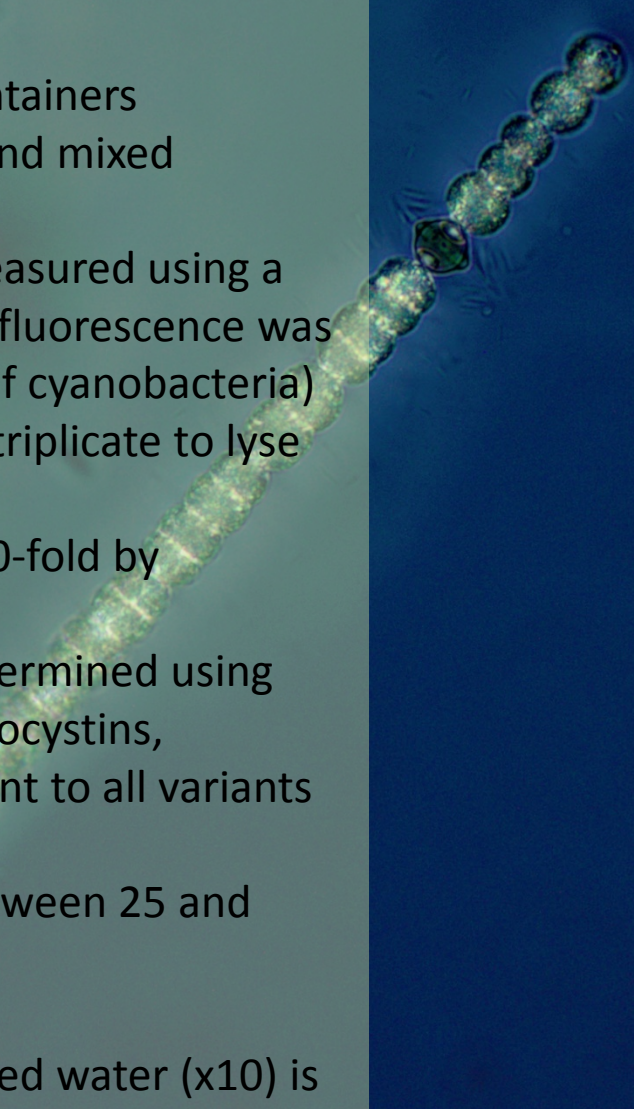 ntainers
nd mixed
easured using a
fluorescence was
f cyanobacteria)
triplicate to lyse
0-fold by
ermined using
ocystins,
nt to all variants
ween 25 and
ed water (x10) is